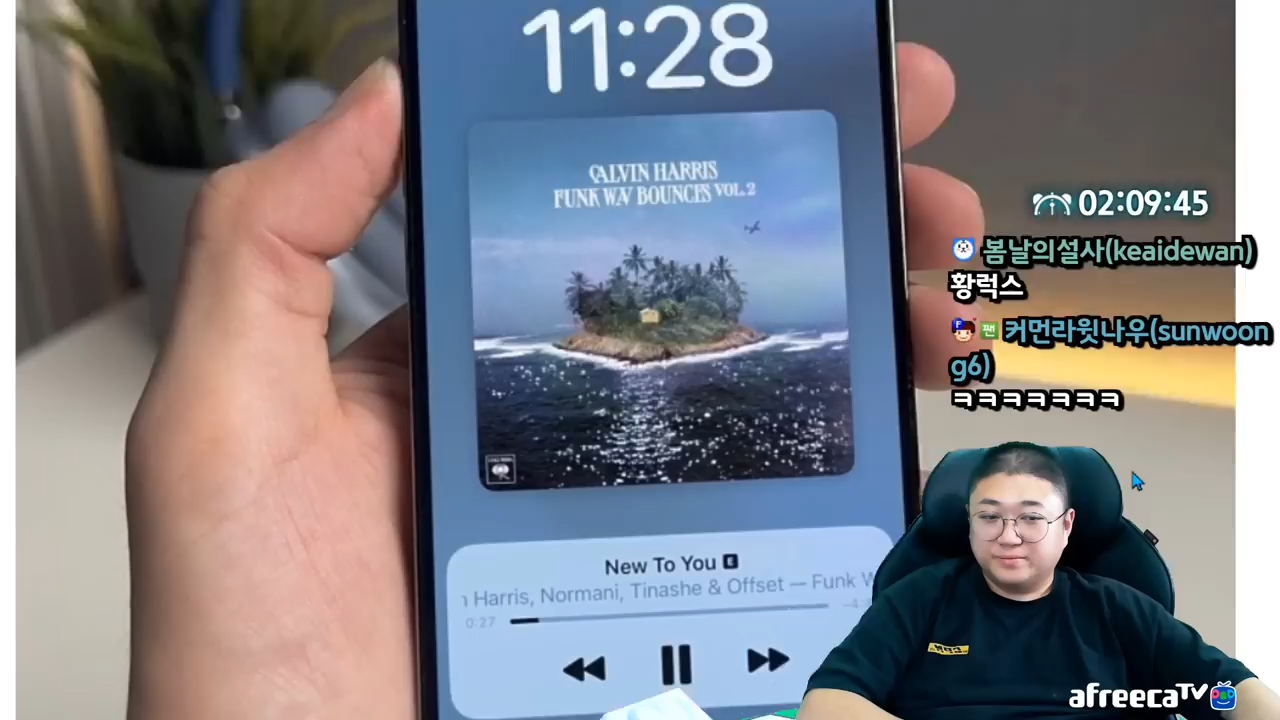 11:28
CALVIN HARRIS
FUNK WAV BOUNCES VOL.2
02:09:45
봄날의설사(keaidewan)
황럭스
팬 커먼라윗나우(sunwoon
g6)
ㅋㅋㅋㅋㅋㅋㅋ
New To You E
Harris, Normani, Tinashe & Offset — Funk W
0:27
afreecaTV